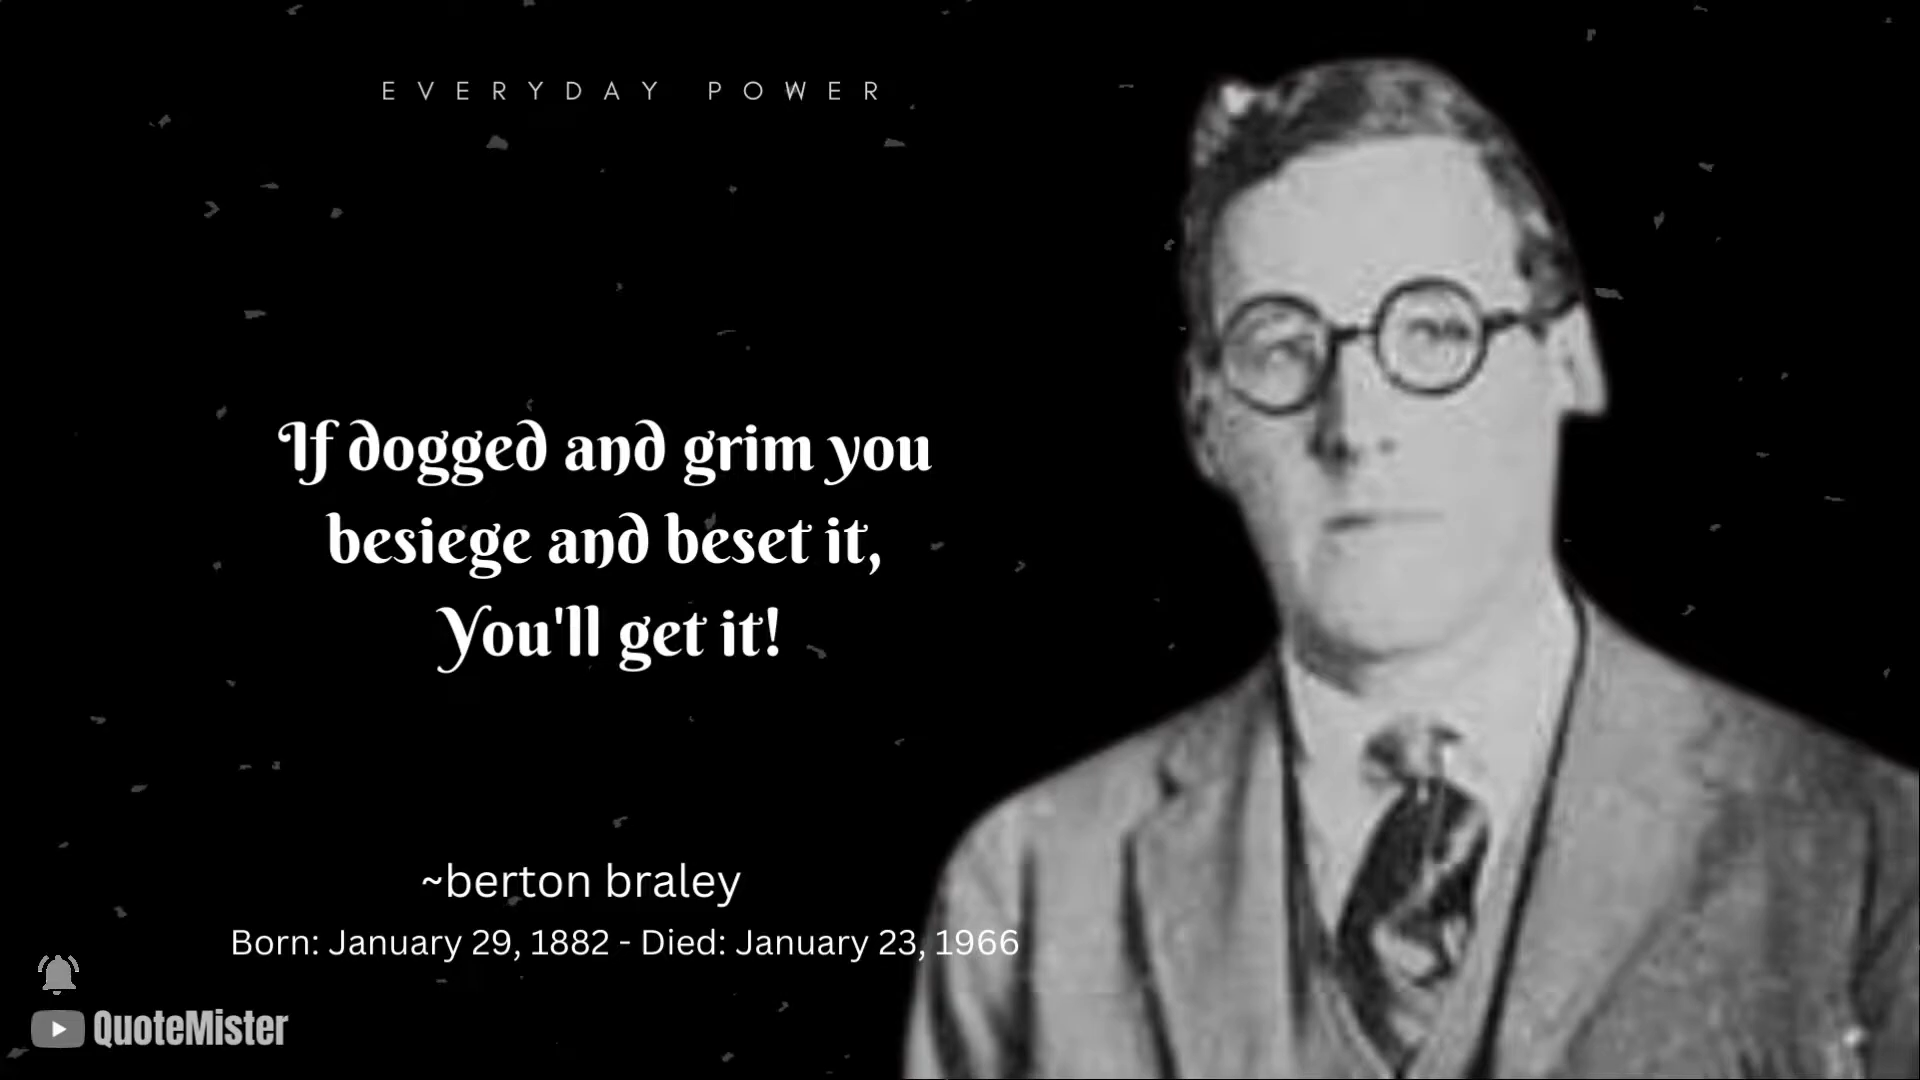 EVERYDAY POWER
If dogged and grim you
besiege and beset it,
You'll get it!
~berton braley
Born: January 29, 1882 - Died: January 23, 1966
QuoteMister